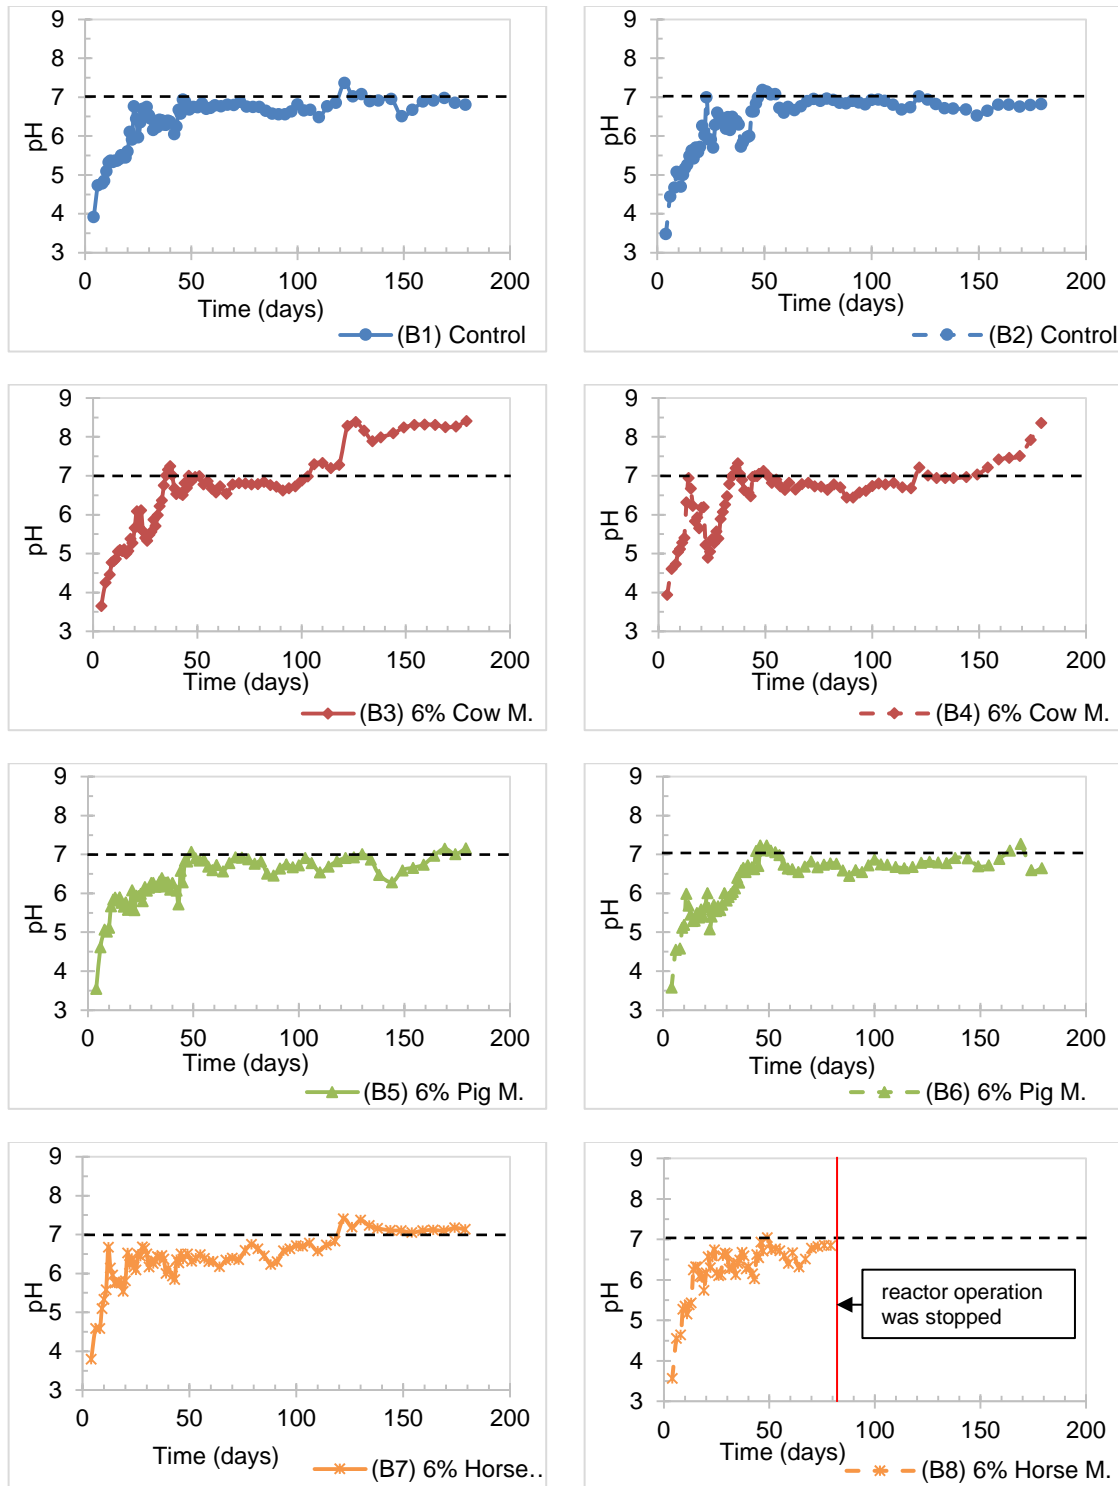 9
8
7
6
5
4
3
pH
0 50 100 150 200
Time (days)
(B1) Control
9
8
7
6
5
4
3
pH
0 50 100 150 200
Time (days)
(B2) Control
9
8
7
6
5
4
3
pH
0 50 100 150 200
Time (days)
(B3) 6% Cow M.
9
8
7
6
5
4
3
pH
0 50 100 150 200
Time (days)
(B4) 6% Cow M.
9
8
7
6
5
4
3
pH
0 50 100 150 200
Time (days)
(B5) 6% Pig M.
9
8
7
6
5
4
3
pH
0 50 100 150 200
Time (days)
(B6) 6% Pig M.
9
8
7
6
5
4
3
pH
0 50 100 150 200
Time (days)
(B7) 6% Horse…
9
8
7
6
5
4
3
pH
reactor operation
was stopped
0 50 100 150 200
Time (days)
(B8) 6% Horse M.